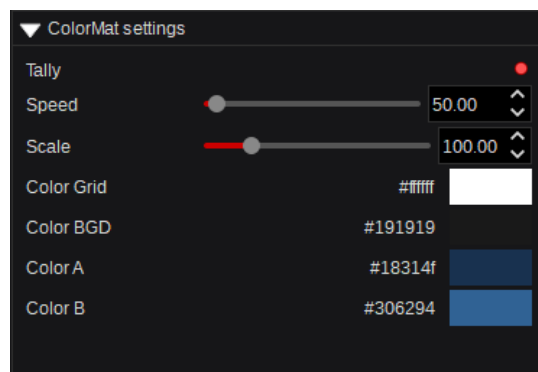 ColorMat settings
Tally
Speed 50.00
Scale 100.00
Color Grid #ffffff
Color BGD #191919
Color A #18314f
Color B #306294